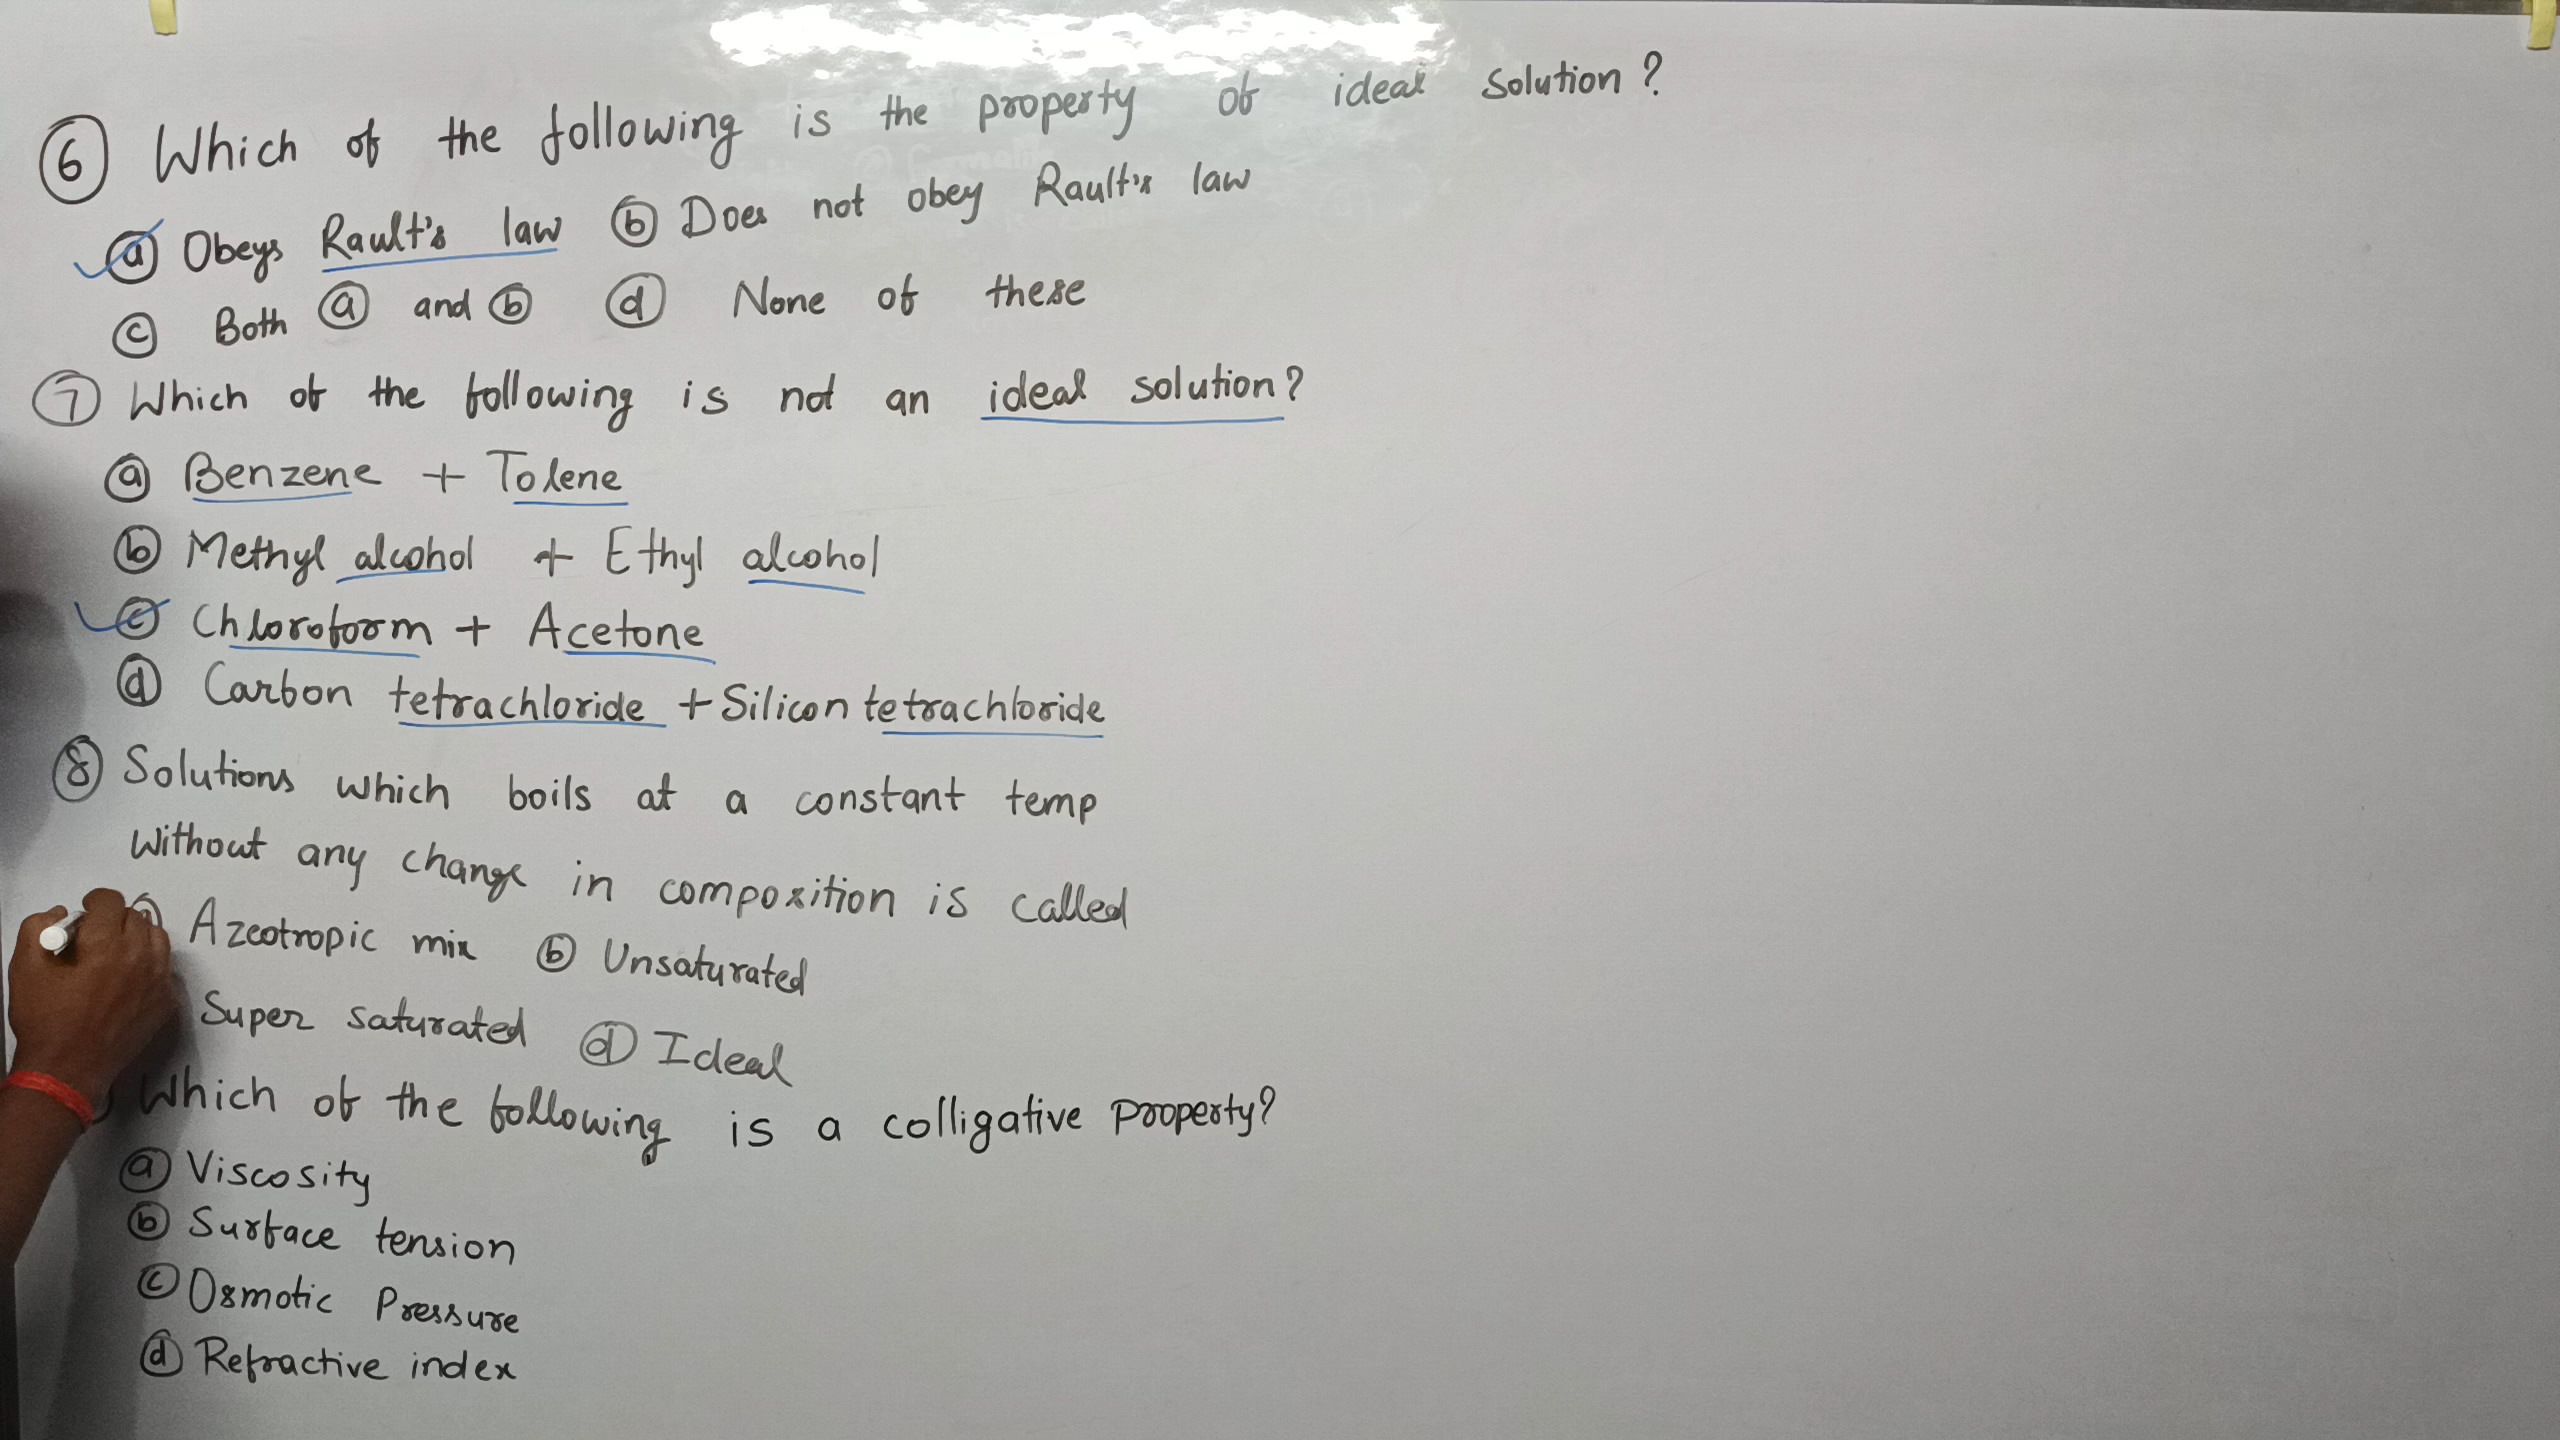 ⑥ Which of the following is the property of ideal Solution?
ⓐ Obeys Rault's law ⓑ Does not obey Rault's law
ⓒ Both ⓐ and ⓑ ⓓ None of these
⑦ Which of the following is not an ideal solution?
ⓐ Benzene + Tolene
ⓑ Methyl alcohol + Ethyl alcohol
ⓒ Chloroform + Acetone
ⓓ Carbon tetrachloride + Silicon tetrachloride
⑧ Solutions which boils at a constant temp
Without any change in composition is called
Azeotropic mix ⓑ Unsaturated
Super saturated ⓓ Ideal
Which of the following is a colligative Property?
ⓐ Viscosity
ⓑ Surface tension
ⓒ Osmotic Pressure
ⓓ Refractive index